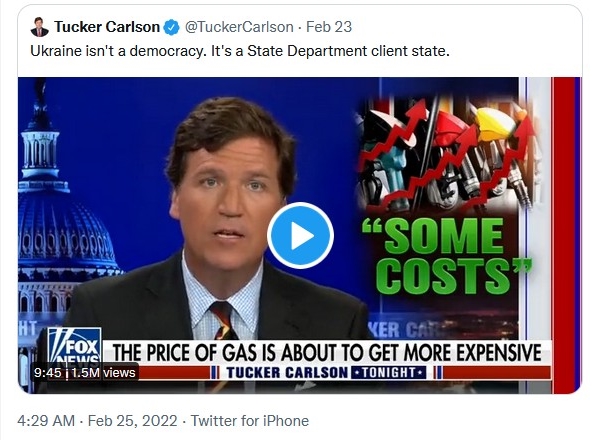 Tucker Carlson @TuckerCarlson · Feb 23
Ukraine isn't a democracy. It's a State Department client state.
"SOME
COSTS"
FOX
NEWS
THE PRICE OF GAS IS ABOUT TO GET MORE EXPENSIVE
TUCKER CARLSON TONIGHT
9:45 | 1.5M views
4:29 AM · Feb 25, 2022 · Twitter for iPhone